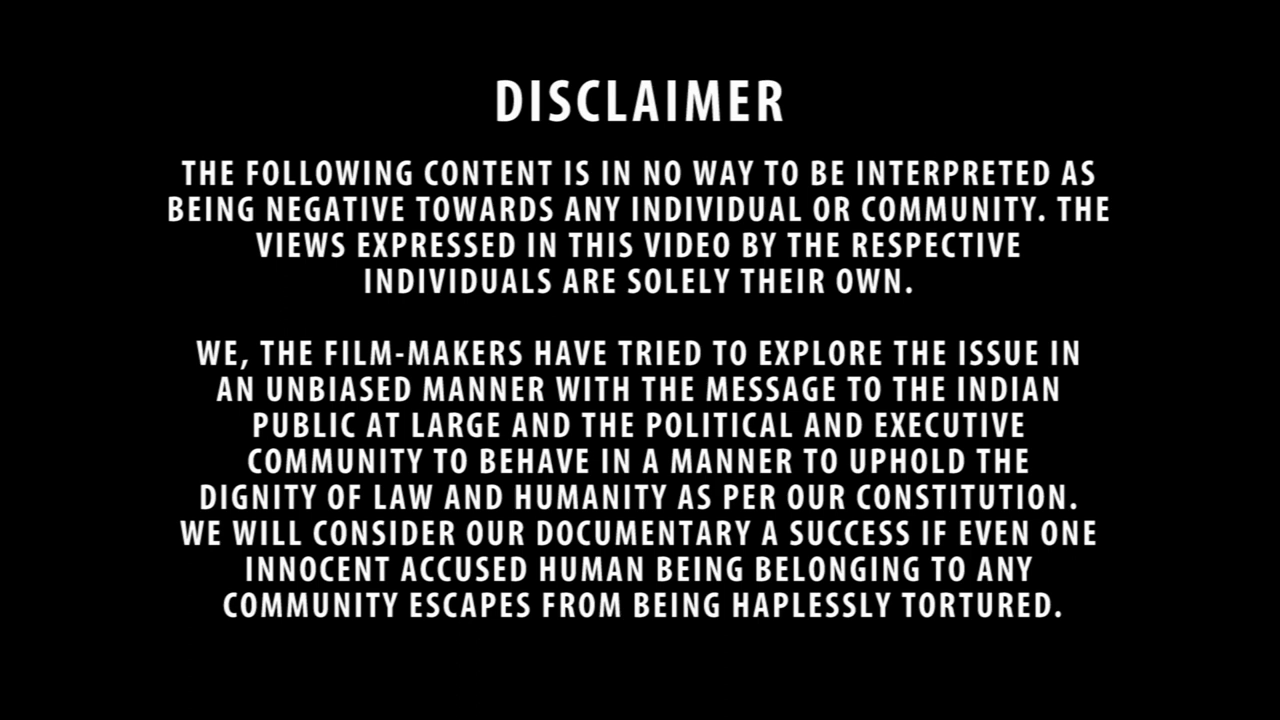 DISCLAIMER
THE FOLLOWING CONTENT IS IN NO WAY TO BE INTERPRETED AS
BEING NEGATIVE TOWARDS ANY INDIVIDUAL OR COMMUNITY. THE
VIEWS EXPRESSED IN THIS VIDEO BY THE RESPECTIVE
INDIVIDUALS ARE SOLELY THEIR OWN.
WE, THE FILM-MAKERS HAVE TRIED TO EXPLORE THE ISSUE IN
AN UNBIASED MANNER WITH THE MESSAGE TO THE INDIAN
PUBLIC AT LARGE AND THE POLITICAL AND EXECUTIVE
COMMUNITY TO BEHAVE IN A MANNER TO UPHOLD THE
DIGNITY OF LAW AND HUMANITY AS PER OUR CONSTITUTION.
WE WILL CONSIDER OUR DOCUMENTARY A SUCCESS IF EVEN ONE
INNOCENT ACCUSED HUMAN BEING BELONGING TO ANY
COMMUNITY ESCAPES FROM BEING HAPLESSLY TORTURED.